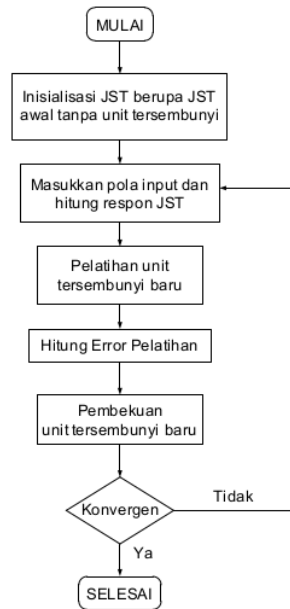 MULAI
Inisialisasi JST berupa JST
awal tanpa unit tersembunyi
Masukkan pola input dan
hitung respon JST
Pelatihan unit
tersembunyi baru
Hitung Error Pelatihan
Pembekuan
unit tersembunyi baru
Konvergen
Tidak
Ya
SELESAI